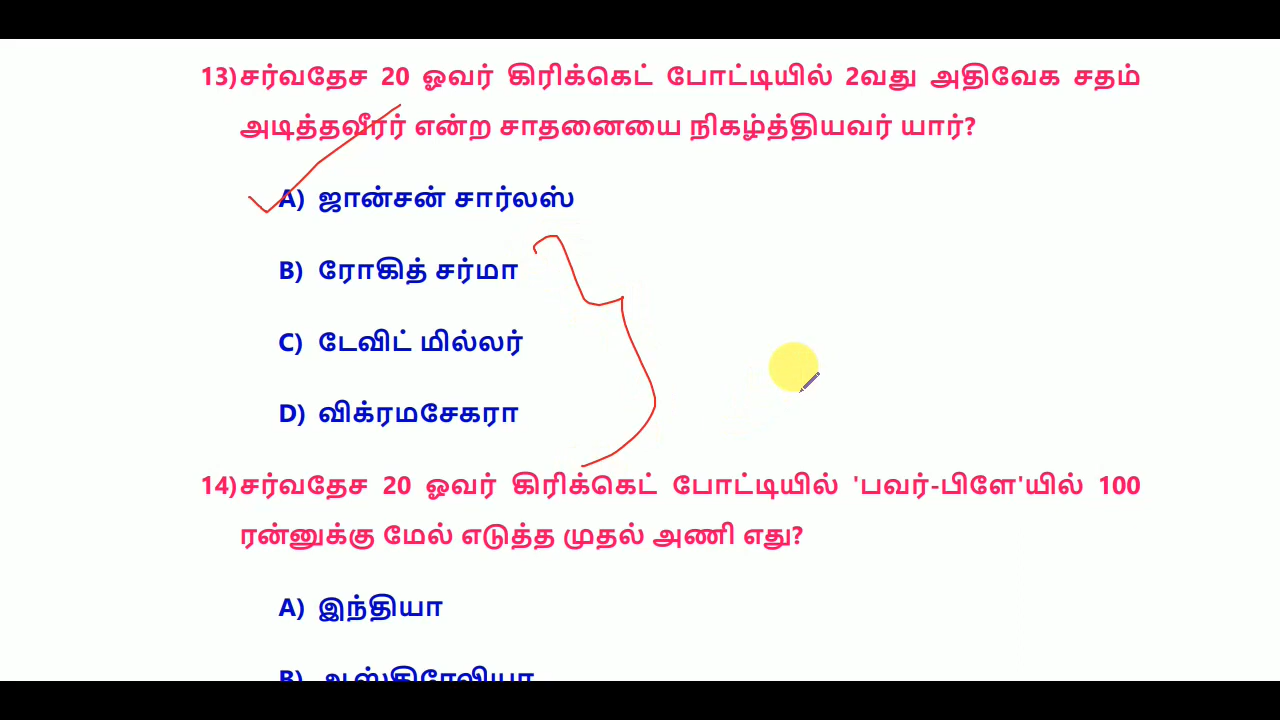 13)சர்வதேச 20 ஓவர் கிரிக்கெட் போட்டியில் 2வது அதிவேக சதம்
அடித்தவீரர் என்ற சாதனையை நிகழ்த்தியவர் யார்?
A) ஜான்சன் சார்லஸ்
B) ரோகித் சர்மா
C) டேவிட் மில்லர்
D) விக்ரமசேகரா
14)சர்வதேச 20 ஓவர் கிரிக்கெட் போட்டியில் 'பவர்-பிளே'யில் 100
ரன்னுக்கு மேல் எடுத்த முதல் அணி எது?
A) இந்தியா
B) ஆஸ்திரேலியா